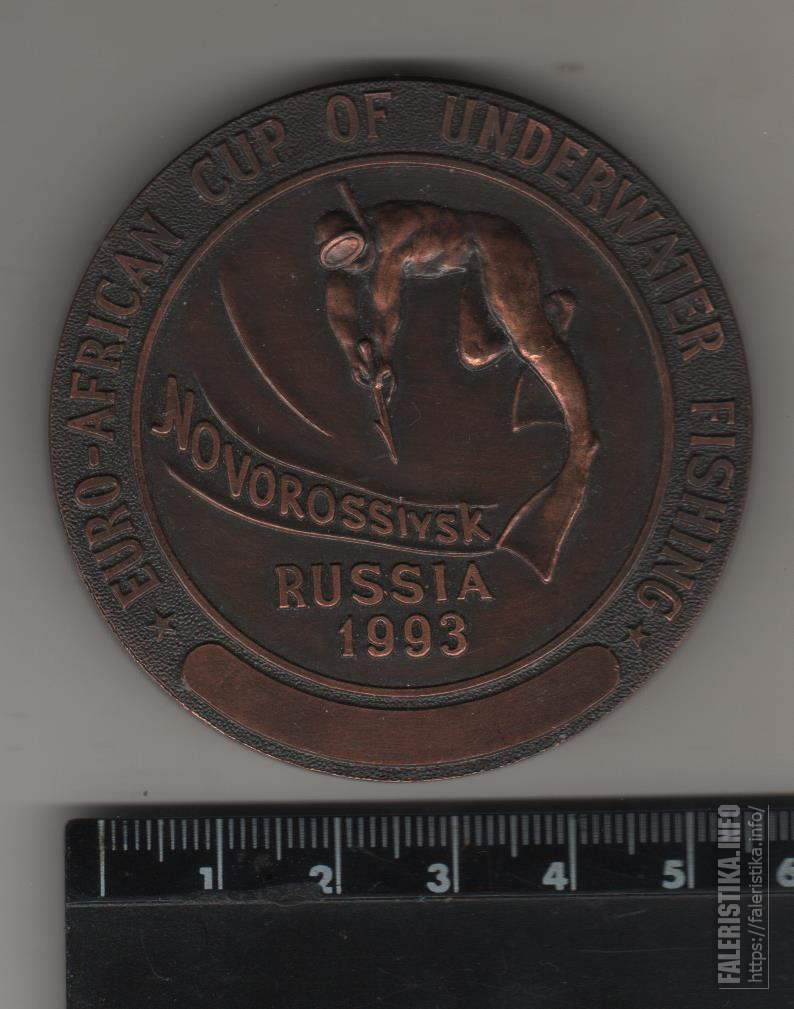 ★ EURO-AFRICAN CUP OF UNDERWATER FISHING ★
NOVOROSSIYSK
RUSSIA
1993
1 2 3 4 5 6
FALERISTIKA.INFO
https://faleristika.info/